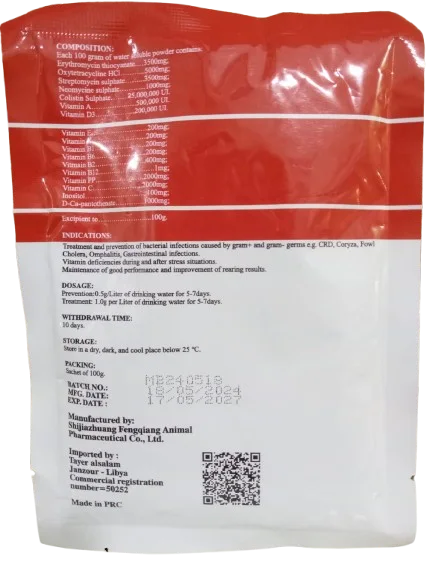 COMPOSITION:
Each 100 gram of water soluble powder contains:
Erythromycin thiocyanate....3500mg;
Oxytetracycline HCl..........5000mg;
Streptomycin sulphate.......3500mg;
Neomycine sulphate..........1000mg;
Colistin Sulphate......25,000,000 UI.
Vitamin A................500,000 UI.
Vitamin D3..............200,000 UI.
Vitamin .......200mg;
Vitamin .......200mg;
Vitamin .......200mg;
Vitamin B6.......200mg;
Vitamin B2.......400mg;
Vitamin B12.......1mg;
Vitamin PP.......2000mg;
Vitamin C.......2000mg;
Inositol.......400mg;
D-Ca-pantothenate.......1000mg;
Excipient to.......100g.
INDICATIONS:
Treatment and prevention of bacterial infections caused by gram+ and gram- germs e.g. CRD, Coryza, Fowl
Cholera, Omphalitis, Gastrointestinal infections.
Vitamin deficiencies during and after stress situations.
Maintenance of good performance and improvement of rearing results.
DOSAGE:
Prevention:0.5g/Liter of drinking water for 5-7days.
Treatment: 1.0g per Liter of drinking water for 5-7days.
WITHDRAWAL TIME:
10 days.
STORAGE:
Store in a dry, dark, and cool place below 25 °C.
PACKING:
Sachet of 100g.
BATCH NO.: MB240518
MFG. DATE: 18/05/2024
EXP. DATE : 17/05/2027
Manufactured by:
Shijiazhuang Fengqiang Animal
Pharmaceutical Co., Ltd.
Imported by :
Tayer alsalam
Janzour - Libya
Commercial registration
number=50252
Made in PRC